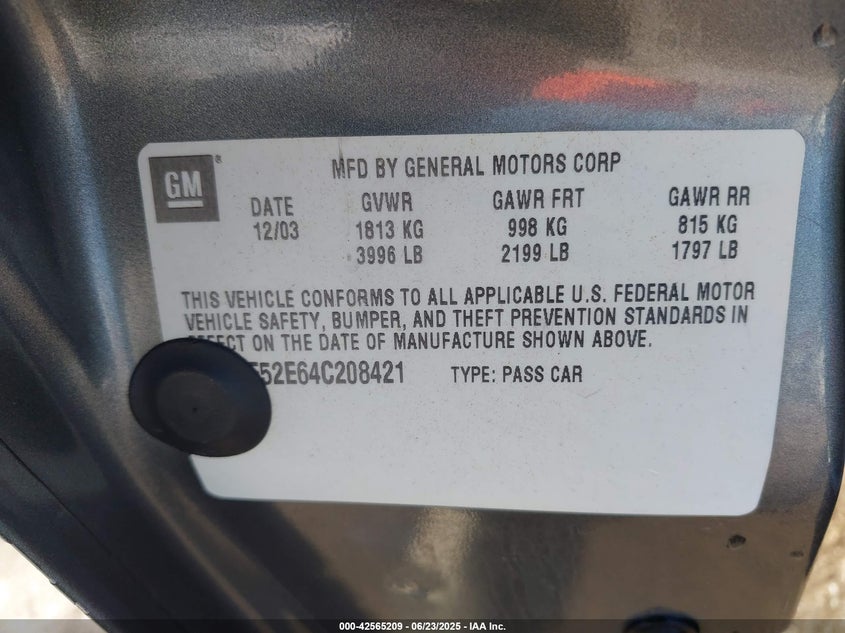 GM
®
MFD BY GENERAL MOTORS CORP
DATE GVWR GAWR FRT GAWR RR
12/03 1813 KG 998 KG 815 KG
3996 LB 2199 LB 1797 LB
THIS VEHICLE CONFORMS TO ALL APPLICABLE U.S. FEDERAL MOTOR
VEHICLE SAFETY, BUMPER, AND THEFT PREVENTION STANDARDS IN
EFFECT ON THE DATE OF MANUFACTURE SHOWN ABOVE.
52E64C208421 TYPE: PASS CAR
000-42565209 - 06/23/2025 - IAA Inc.